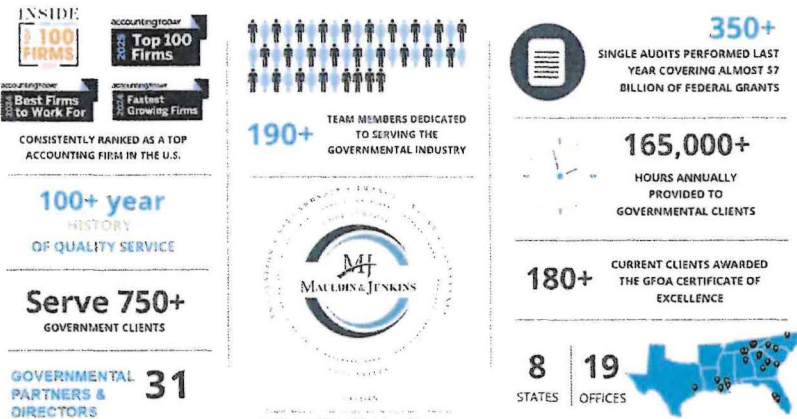 INSIDE
100
FIRMS
accountingtoday
2025
Top 100
Firms
accountingtoday
2024
Best Firms
to Work For
accountingtoday
2024
Fastest
Growing Firms
CONSISTENTLY RANKED AS A TOP
ACCOUNTING FIRM IN THE U.S.
100+ year
HISTORY
OF QUALITY SERVICE
Serve 750+
GOVERNMENT CLIENTS
GOVERNMENTAL
PARTNERS &
DIRECTORS
31
190+
TEAM MEMBERS DEDICATED
TO SERVING THE
GOVERNMENTAL INDUSTRY
MJ
MAULDIN & JENKINS
350+
SINGLE AUDITS PERFORMED LAST
YEAR COVERING ALMOST $7
BILLION OF FEDERAL GRANTS
165,000+
HOURS ANNUALLY
PROVIDED TO
GOVERNMENTAL CLIENTS
180+
CURRENT CLIENTS AWARDED
THE GFOA CERTIFICATE OF
EXCELLENCE
8
STATES
19
OFFICES